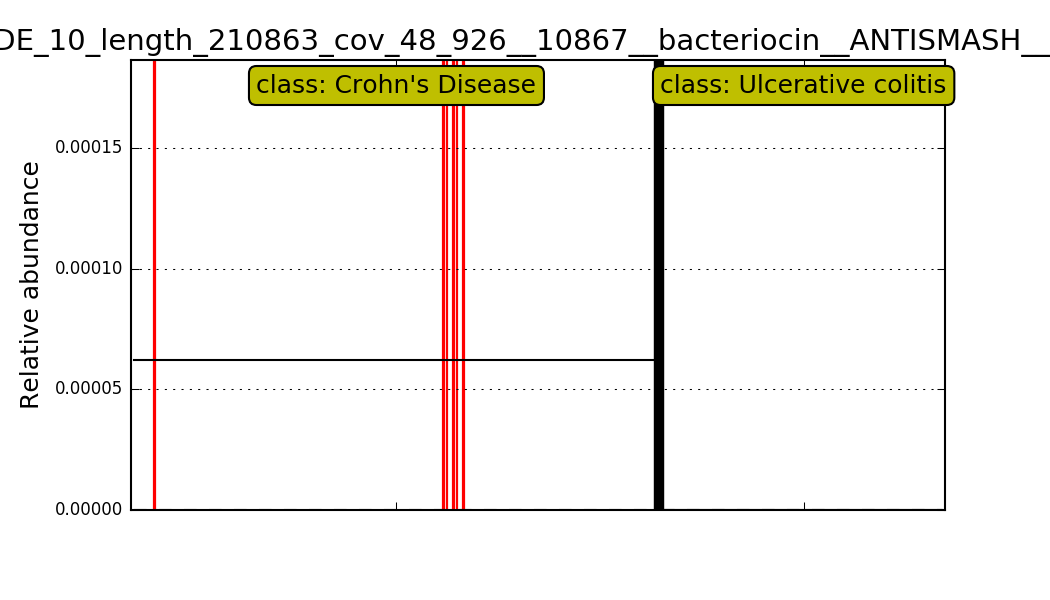 DE_10_length_210863_cov_48_926__10867__bacteriocin__ANTISMASH__
class: Crohn's Disease
class: Ulcerative colitis
Relative abundance
0.00015
0.00010
0.00005
0.00000